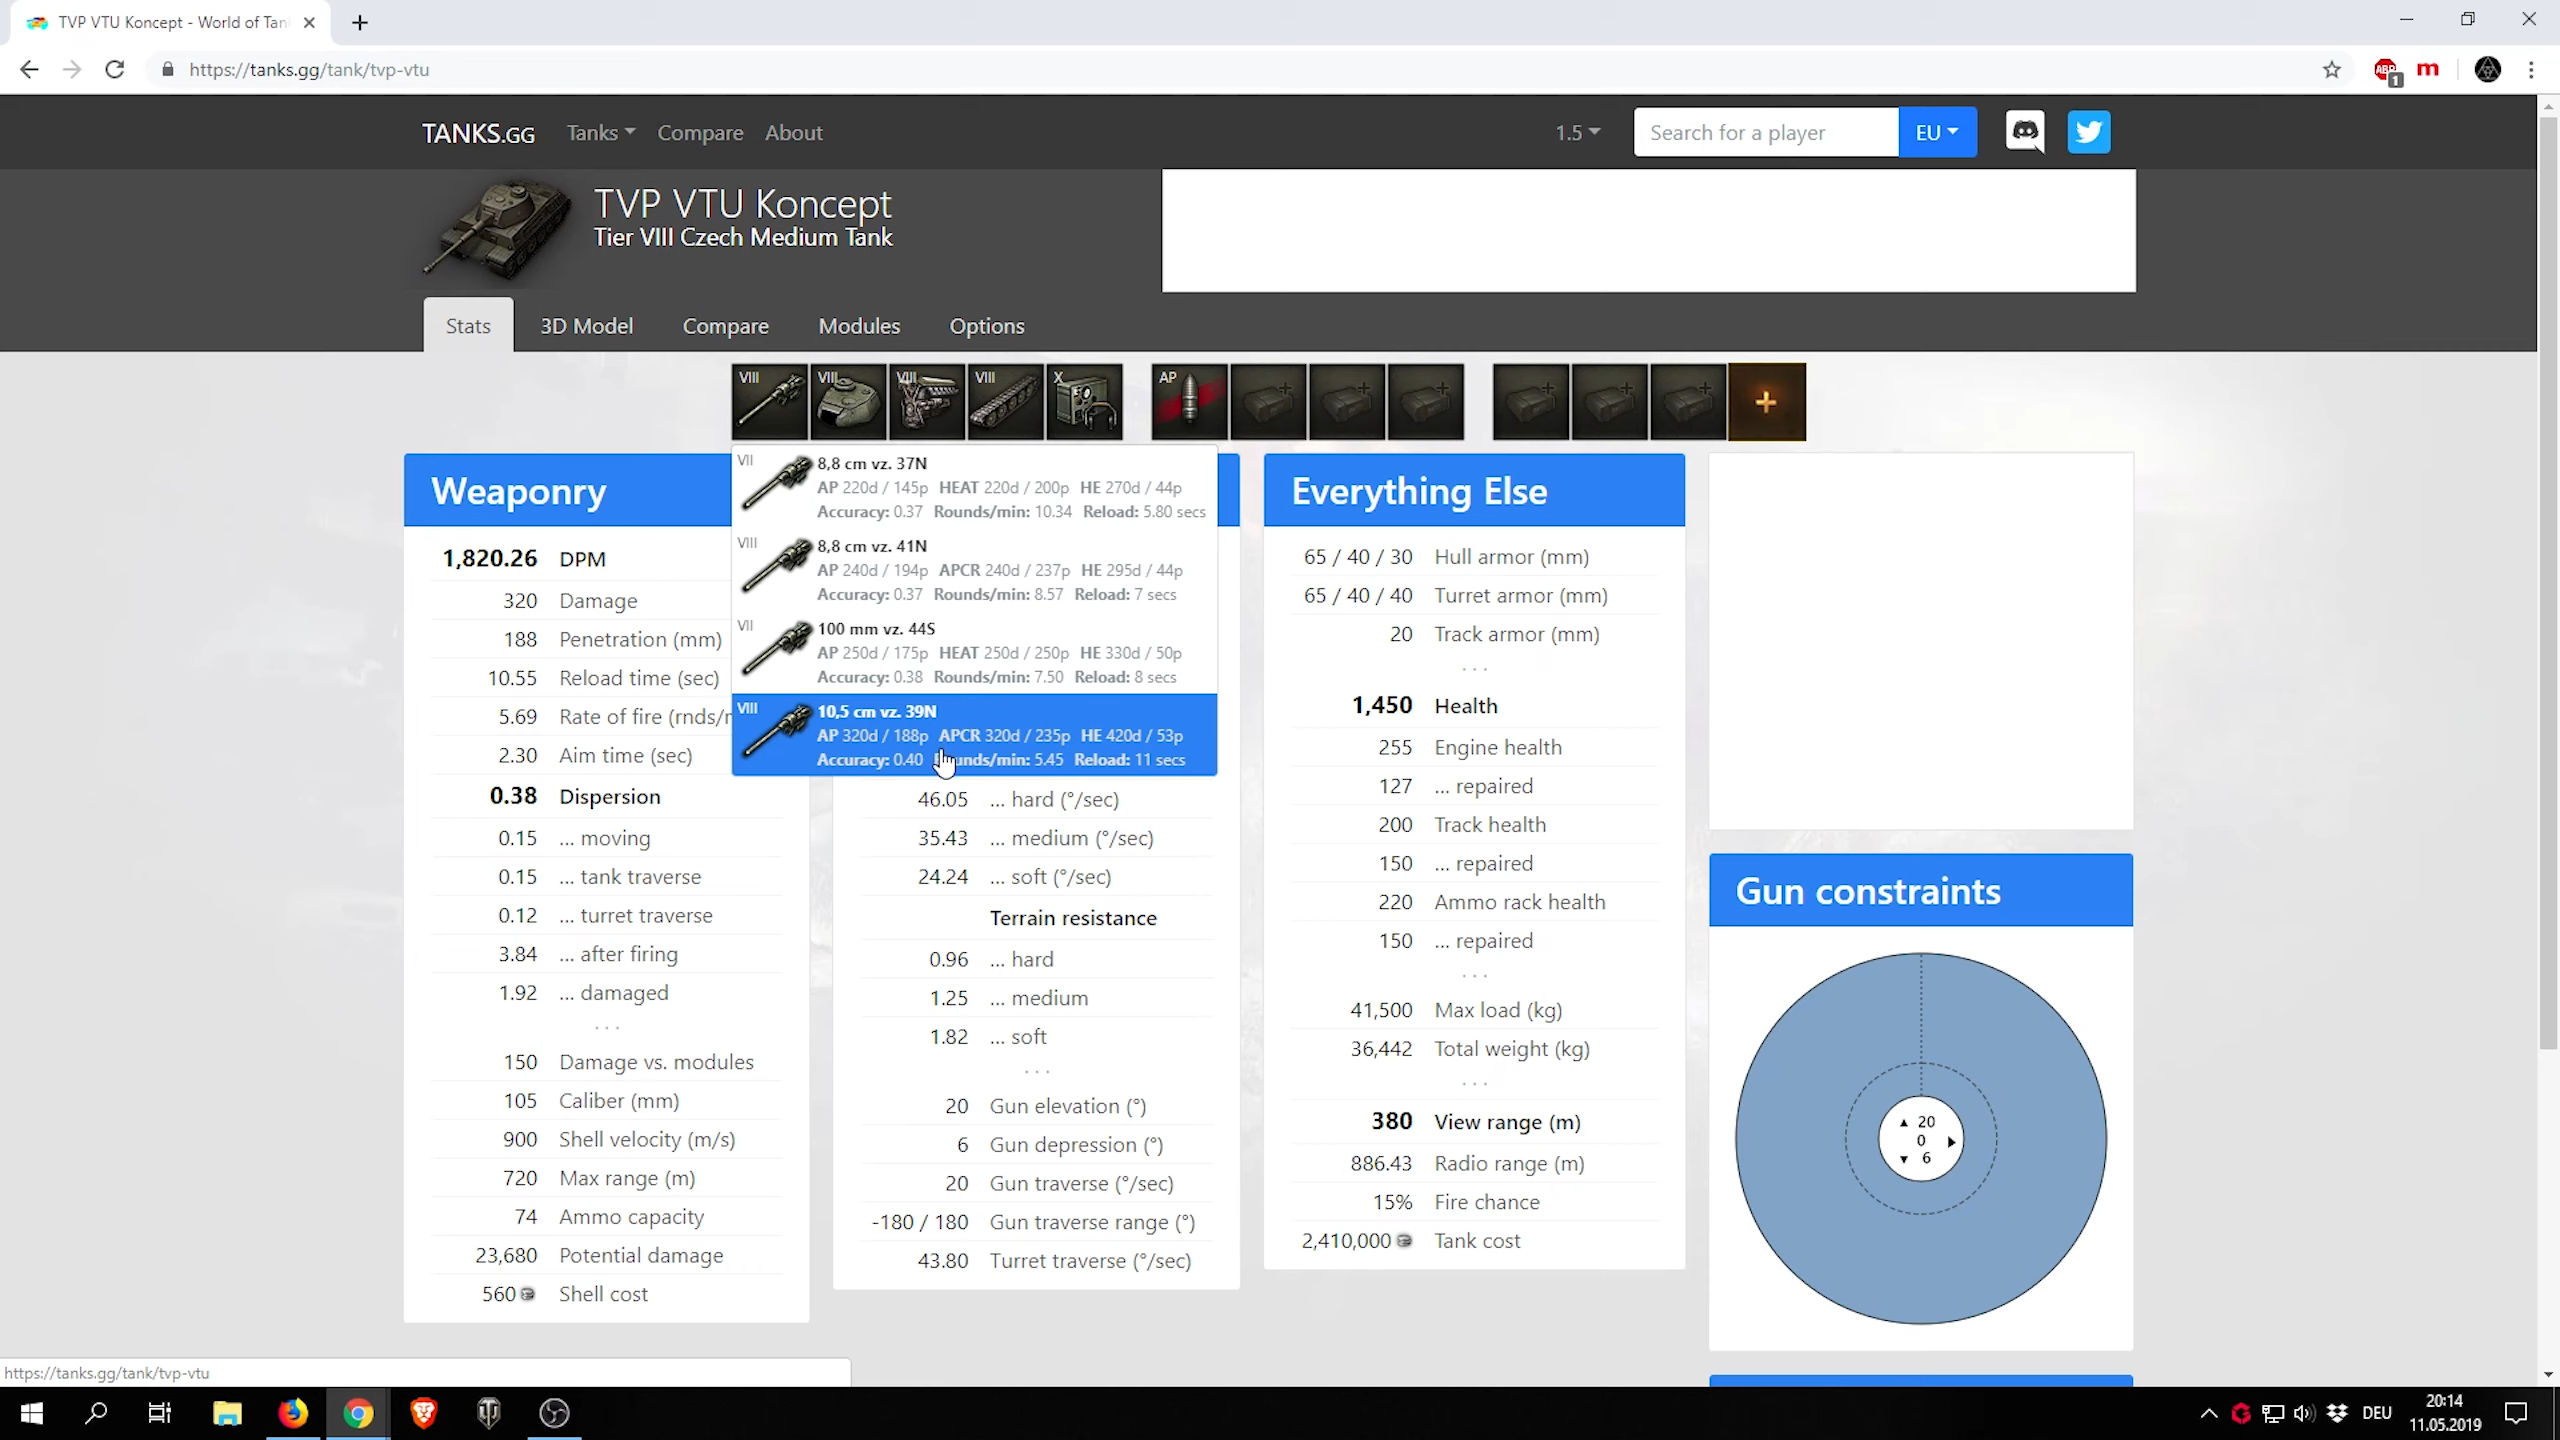 TVP VTU Koncept - World of Tan
https://tanks.gg/tank/tvp-vtu
ABP
1
m
TANKS.GG
Tanks
Compare
About
1.5
Search for a player
EU
TVP VTU Koncept
Tier VIII Czech Medium Tank
Stats
3D Model
Compare
Modules
Options
VIII
VIII
VIII
VIII
X
AP
Weaponry
1,820.26 DPM
320 Damage
188 Penetration (mm)
10.55 Reload time (sec)
5.69 Rate of fire (rnds/r
2.30 Aim time (sec)
0.38 Dispersion
0.15 ... moving
0.15 ... tank traverse
0.12 ... turret traverse
3.84 ... after firing
1.92 ... damaged
...
150 Damage vs. modules
105 Caliber (mm)
900 Shell velocity (m/s)
720 Max range (m)
74 Ammo capacity
23,680 Potential damage
560 Shell cost
VII
8,8 cm vz. 37N
AP 220d / 145p HEAT 220d / 200p HE 270d / 44p
Accuracy: 0.37 Rounds/min: 10.34 Reload: 5.80 secs
VIII
8,8 cm vz. 41N
AP 240d / 194p APCR 240d / 237p HE 295d / 44p
Accuracy: 0.37 Rounds/min: 8.57 Reload: 7 secs
VII
100 mm vz. 44S
AP 250d / 175p HEAT 250d / 250p HE 330d / 50p
Accuracy: 0.38 Rounds/min: 7.50 Reload: 8 secs
VIII
10,5 cm vz. 39N
AP 320d / 188p APCR 320d / 235p HE 420d / 53p
Accuracy: 0.40 Rounds/min: 5.45 Reload: 11 secs
46.05 ... hard (°/sec)
35.43 ... medium (°/sec)
24.24 ... soft (°/sec)
Terrain resistance
0.96 ... hard
1.25 ... medium
1.82 ... soft
...
20 Gun elevation (°)
6 Gun depression (°)
20 Gun traverse (°/sec)
-180 / 180 Gun traverse range (°)
43.80 Turret traverse (°/sec)
Everything Else
65 / 40 / 30 Hull armor (mm)
65 / 40 / 40 Turret armor (mm)
20 Track armor (mm)
...
1,450 Health
255 Engine health
127 ... repaired
200 Track health
150 ... repaired
220 Ammo rack health
150 ... repaired
...
41,500 Max load (kg)
36,442 Total weight (kg)
...
380 View range (m)
886.43 Radio range (m)
15% Fire chance
2,410,000 Tank cost
Gun constraints
20
0
6
https://tanks.gg/tank/tvp-vtu
DEU
20:14
11.05.2019